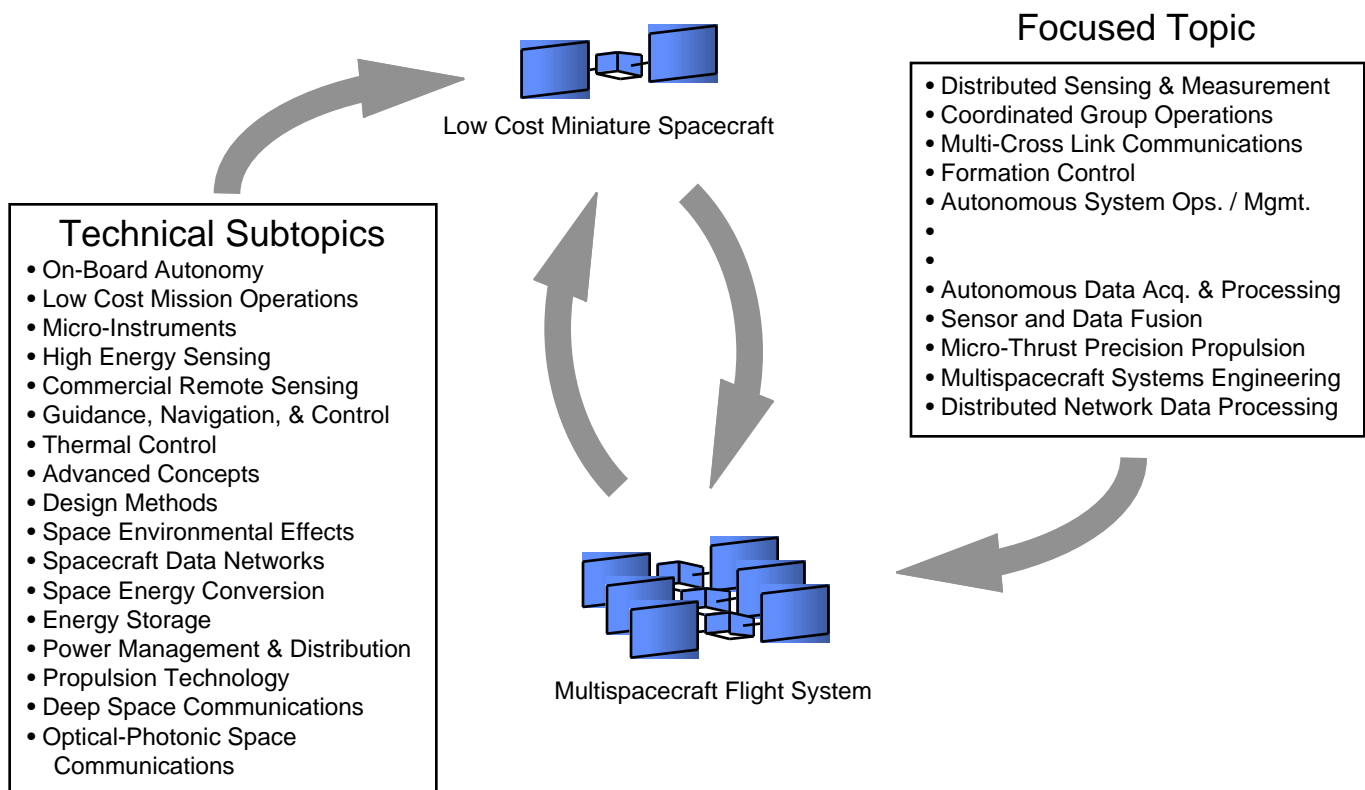 Focused Topic
• Distributed Sensing & Measurement
• Coordinated Group Operations
• Multi-Cross Link Communications
• Formation Control
• Autonomous System Ops. / Mgmt.
•
•
• Autonomous Data Acq. & Processing
• Sensor and Data Fusion
• Micro-Thrust Precision Propulsion
• Multispacecraft Systems Engineering
• Distributed Network Data Processing
Low Cost Miniature Spacecraft
Technical Subtopics
• On-Board Autonomy
• Low Cost Mission Operations
• Micro-Instruments
• High Energy Sensing
• Commercial Remote Sensing
• Guidance, Navigation, & Control
• Thermal Control
• Advanced Concepts
• Design Methods
• Space Environmental Effects
• Spacecraft Data Networks
• Space Energy Conversion
• Energy Storage
• Power Management & Distribution
• Propulsion Technology
• Deep Space Communications
• Optical-Photonic Space
Communications
Multispacecraft Flight System